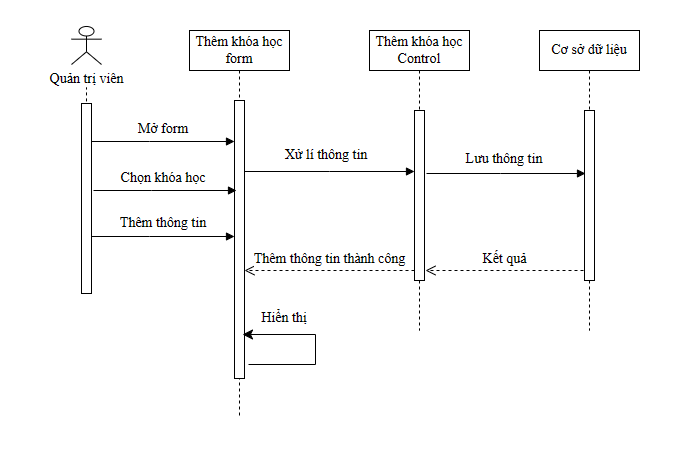 Quản trị viên
Thêm khóa học
form
Thêm khóa học
Control
Cơ sở dữ liệu
Mở form
Xử lí thông tin
Lưu thông tin
Chọn khóa học
Thêm thông tin
Thêm thông tin thành công
Kết quả
Hiển thị